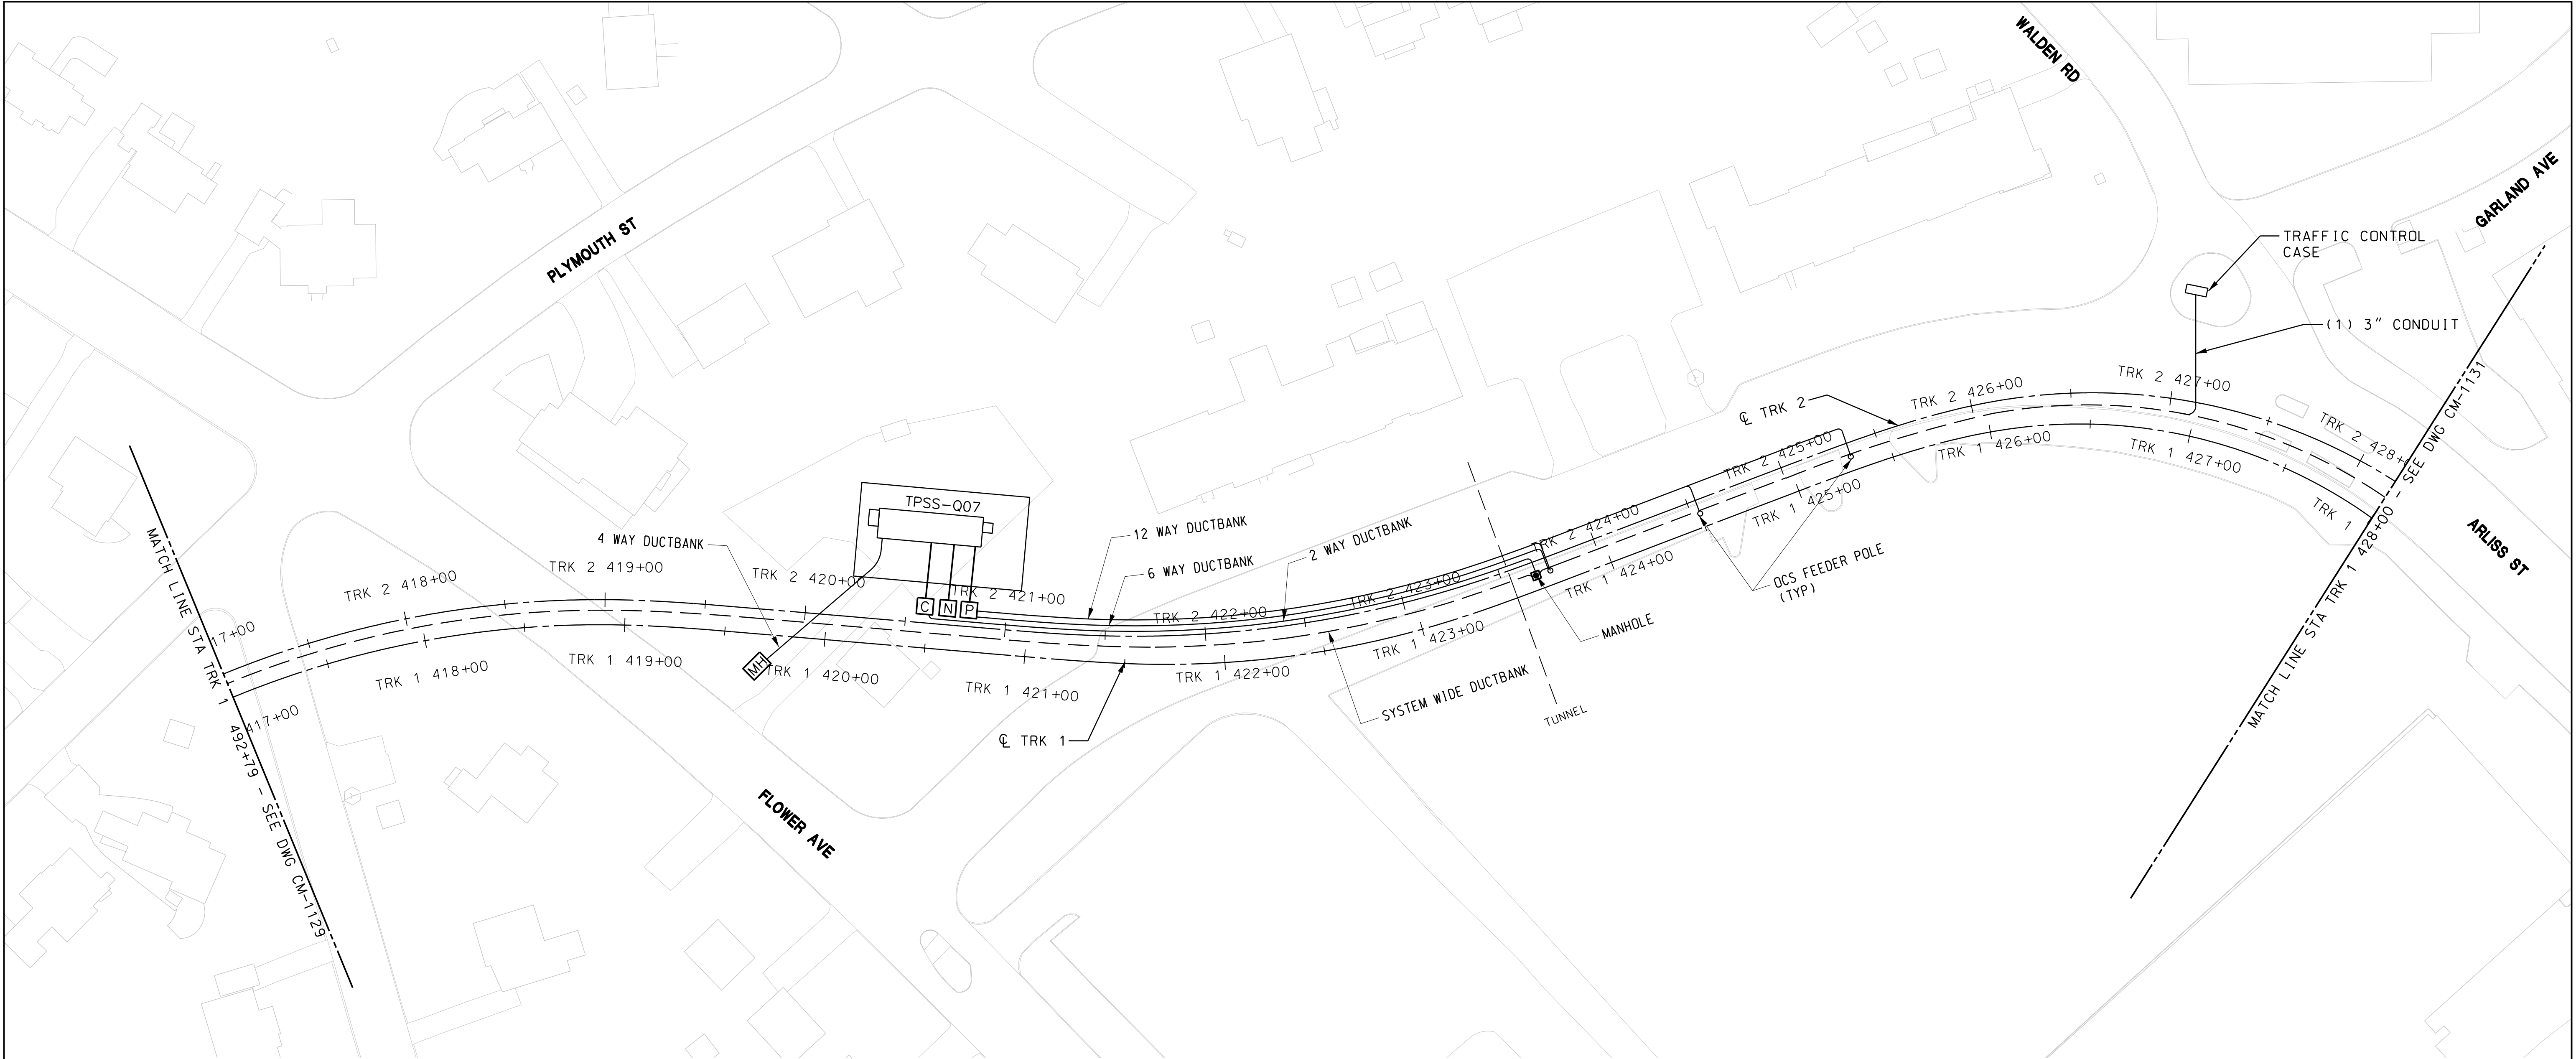 WALDEN RD
GARLAND AVE
PLYMOUTH ST
TRAFFIC CONTROL
CASE
(1) 3" CONDUIT
℄ TRK 2
TRK 2 426+00
TRK 2 427+00
TRK 2 428+
TRK 2 425+00
TRK 1 426+00
TRK 1 427+00
TRK 1
TRK 1 425+00
TRK 2 424+00
TRK 1 424+00
OCS FEEDER POLE
(TYP)
MANHOLE
ARLISS ST
MATCH LINE STA TRK 1 428+00 - SEE DWG CM-1131
TPSS-Q07
4 WAY DUCTBANK
12 WAY DUCTBANK
6 WAY DUCTBANK
2 WAY DUCTBANK
TRK 2 418+00
TRK 2 419+00
TRK 2 420+00
TRK 2 421+00
TRK 2 422+00
TRK 2 423+00
C
N
P
MH
17+00
417+00
TRK 1 418+00
TRK 1 419+00
TRK 1 420+00
TRK 1 421+00
TRK 1 422+00
TRK 1 423+00
SYSTEM WIDE DUCTBANK
TUNNEL
℄ TRK 1
MATCH LINE STA TRK 1 492+79 - SEE DWG CM-1129
FLOWER AVE